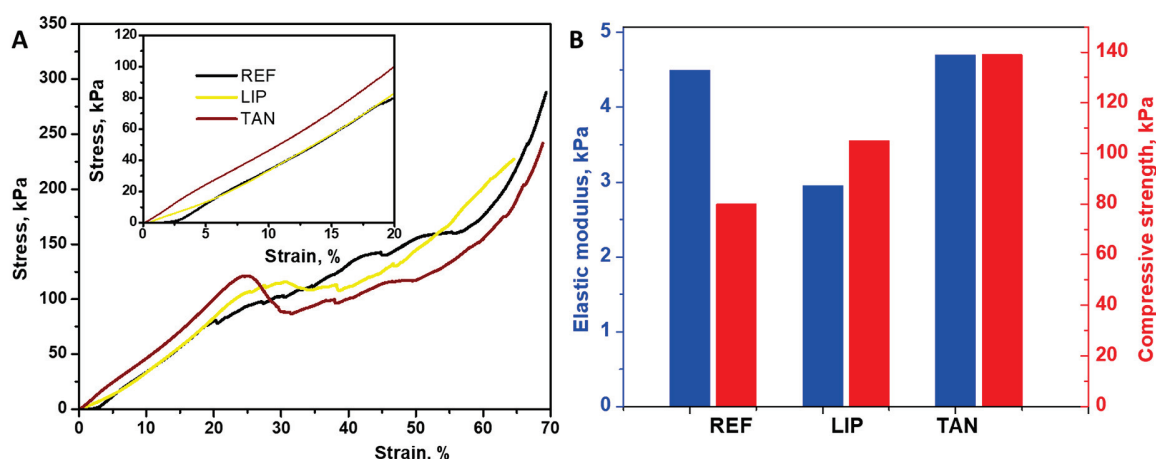 A
Stress, kPa
350
300
250
200
150
100
50
0
0 10 20 30 40 50 60 70
Strain, %
Stress, kPa
120
100
80
60
40
20
0
0 5 10 15 20
Strain, %
REF
LIP
TAN
B
Elastic modulus, kPa
5
4
3
2
1
0
REF LIP TAN
140
120
100
80
60
40
20
0
Compressive strength, kPa